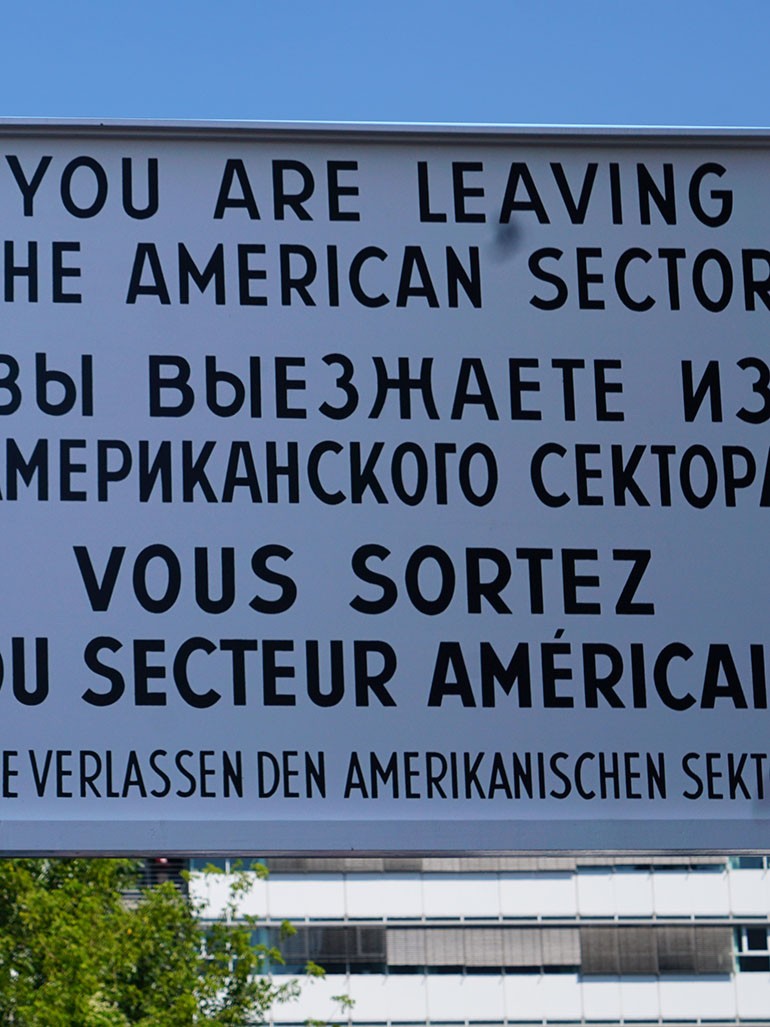 YOU ARE LEAVING
HE AMERICAN SECTOR
ВЫ ВЫЕЗЖАЕТЕ ИЗ
АМЕРИКАНСКОГО СЕКТОРА
VOUS SORTEZ
DU SECTEUR AMÉRICAI
E VERLASSEN DEN AMERIKANISCHEN SEKT